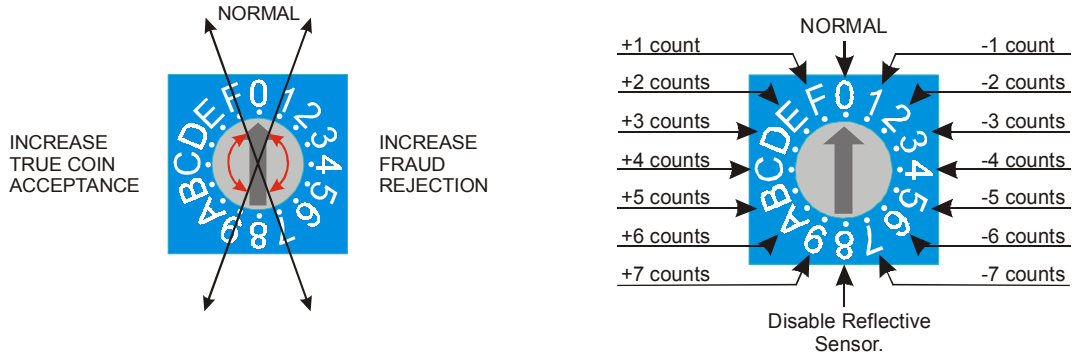 NORMAL
F 0 1 2 3 4 5 6 7 8 9 A B C D E
INCREASE
TRUE COIN
ACCEPTANCE
INCREASE
FRAUD
REJECTION
NORMAL
+1 count
-1 count
+2 counts
-2 counts
+3 counts
-3 counts
+4 counts
-4 counts
+5 counts
-5 counts
+6 counts
-6 counts
+7 counts
-7 counts
F 0 1 2 3 4 5 6 7 8 9 A B C D E
Disable Reflective
Sensor.